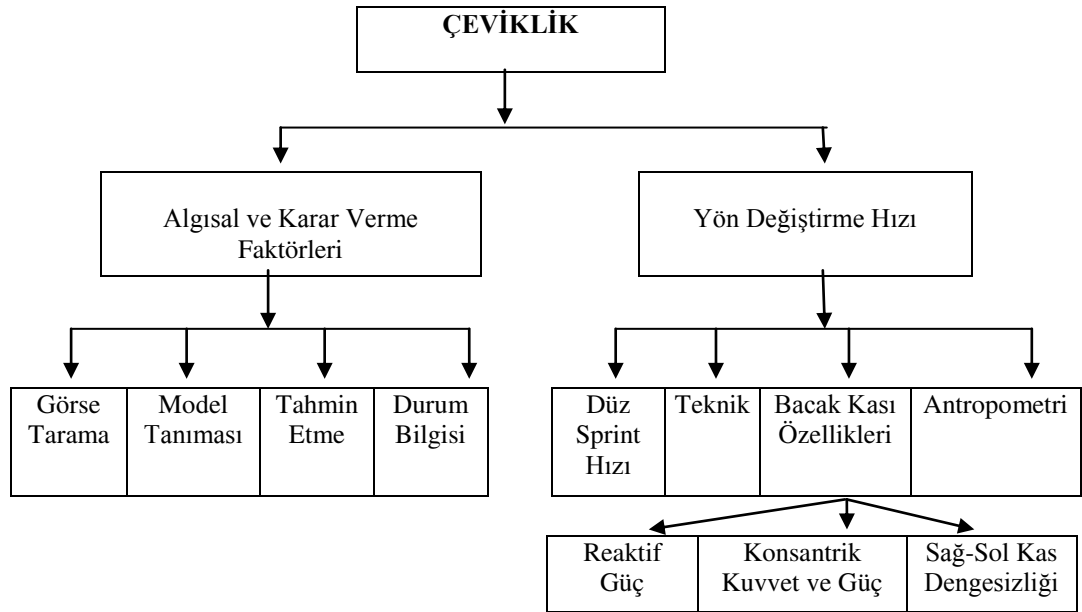 ÇEVİKLİK
Algısal ve Karar Verme
Faktörleri
Yön Değiştirme Hızı
Görse
Tarama
Model
Tanıması
Tahmin
Etme
Durum
Bilgisi
Düz
Sprint
Hızı
Teknik
Bacak Kası
Özellikleri
Antropometri
Reaktif
Güç
Konsantrik
Kuvvet ve Güç
Sağ-Sol Kas
Dengesizliği